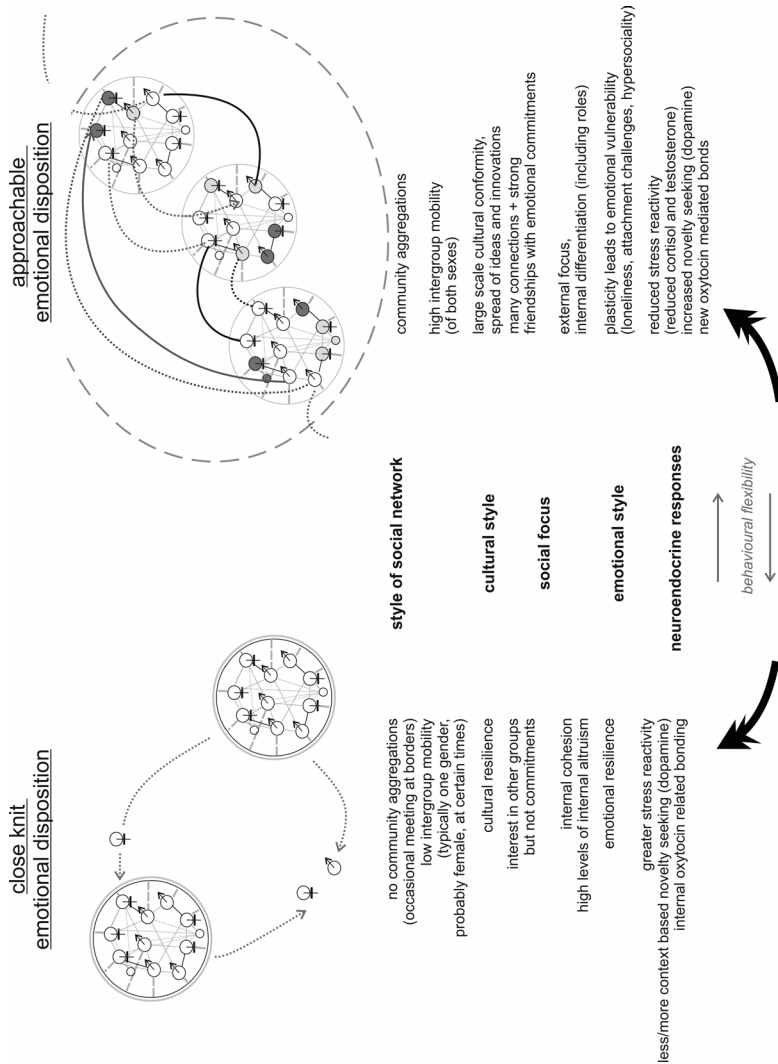 close knit
emotional disposition
no community aggregations
(occasional meeting at borders)
low intergroup mobility
(typically one gender,
probably female, at certain times)
cultural resilience
interest in other groups
but not commitments
internal cohesion
high levels of internal altruism
emotional resilience
greater stress reactivity
less/more context based novelty seeking (dopamine)
internal oxytocin related bonding
style of social network
cultural style
social focus
emotional style
neuroendocrine responses
behavioural flexibility
approachable
emotional disposition
community aggregations
high intergroup mobility
(of both sexes)
large scale cultural conformity,
spread of ideas and innovations
many connections + strong
friendships with emotional commitments
external focus,
internal differentiation (including roles)
plasticity leads to emotional vulnerability
(loneliness, attachment challenges, hypersociality)
reduced stress reactivity
(reduced cortisol and testosterone)
increased novelty seeking (dopamine)
new oxytocin mediated bonds